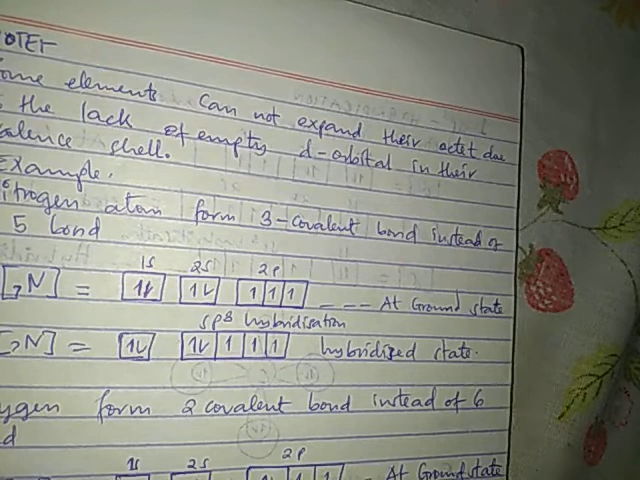 NOTE:
Some elements can not expand their octet due
to the lack of empty d-orbital in their
valence shell.
Example.
Nitrogen atom form 3-covalent bond instead of
5 bond
1s 2s 2p
[7N] = 1L 1L 1 1 1 --- At Ground state
sp3 hybridisation
[7N] = 1L 1L 1 1 1 hybridized state.
ygen form 2 covalent bond instead of 6
d
1s 2s 2p
- At Ground state